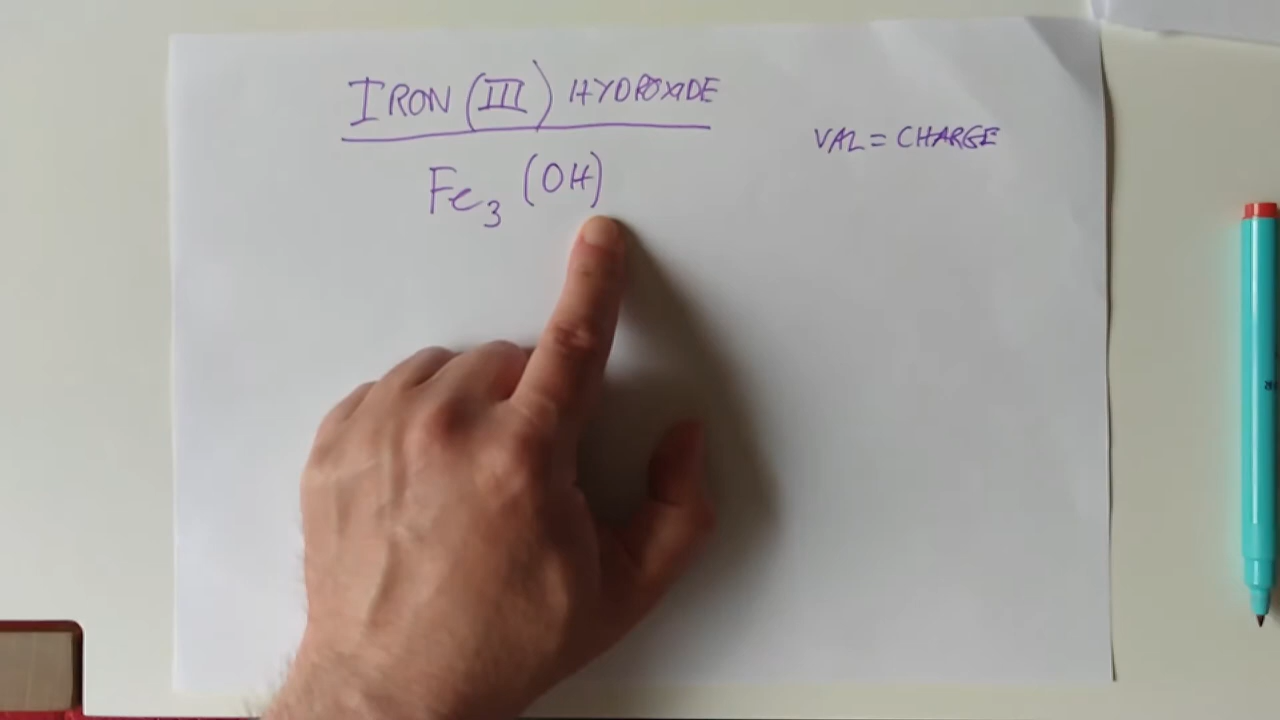 IRON (III) HYDROXIDE
VAL = CHARGE
Fe₃ (OH)